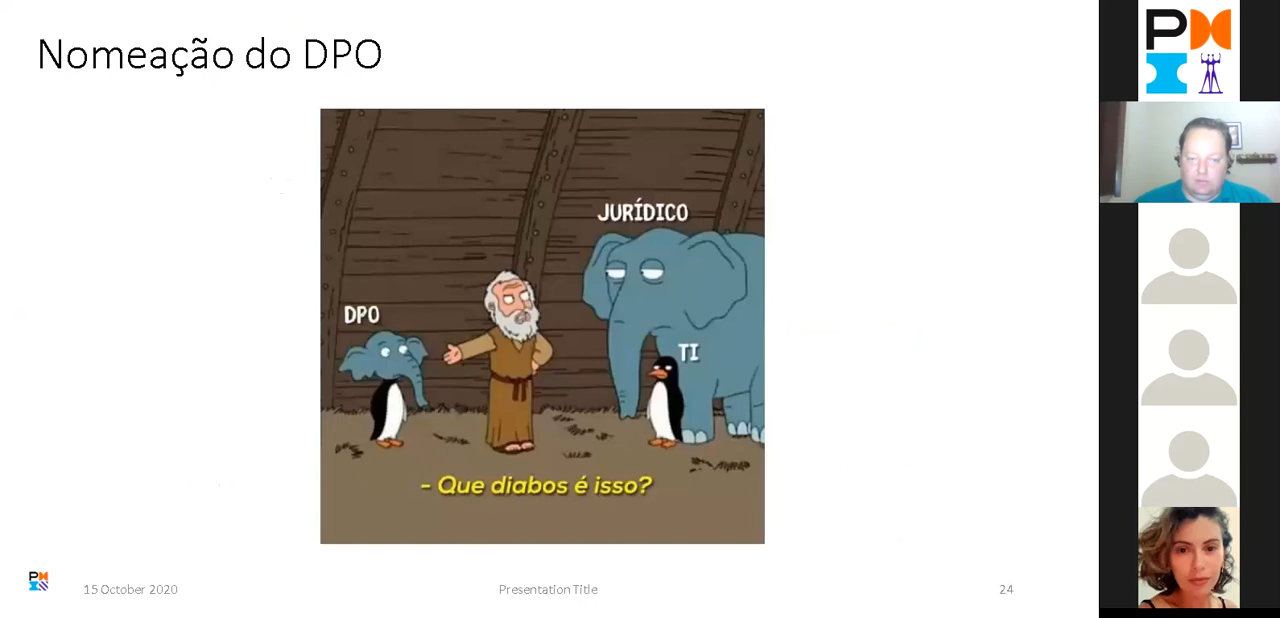 Nomeação do DPO
JURÍDICO
DPO
TI
- Que diabos é isso?
15 October 2020
Presentation Title
24